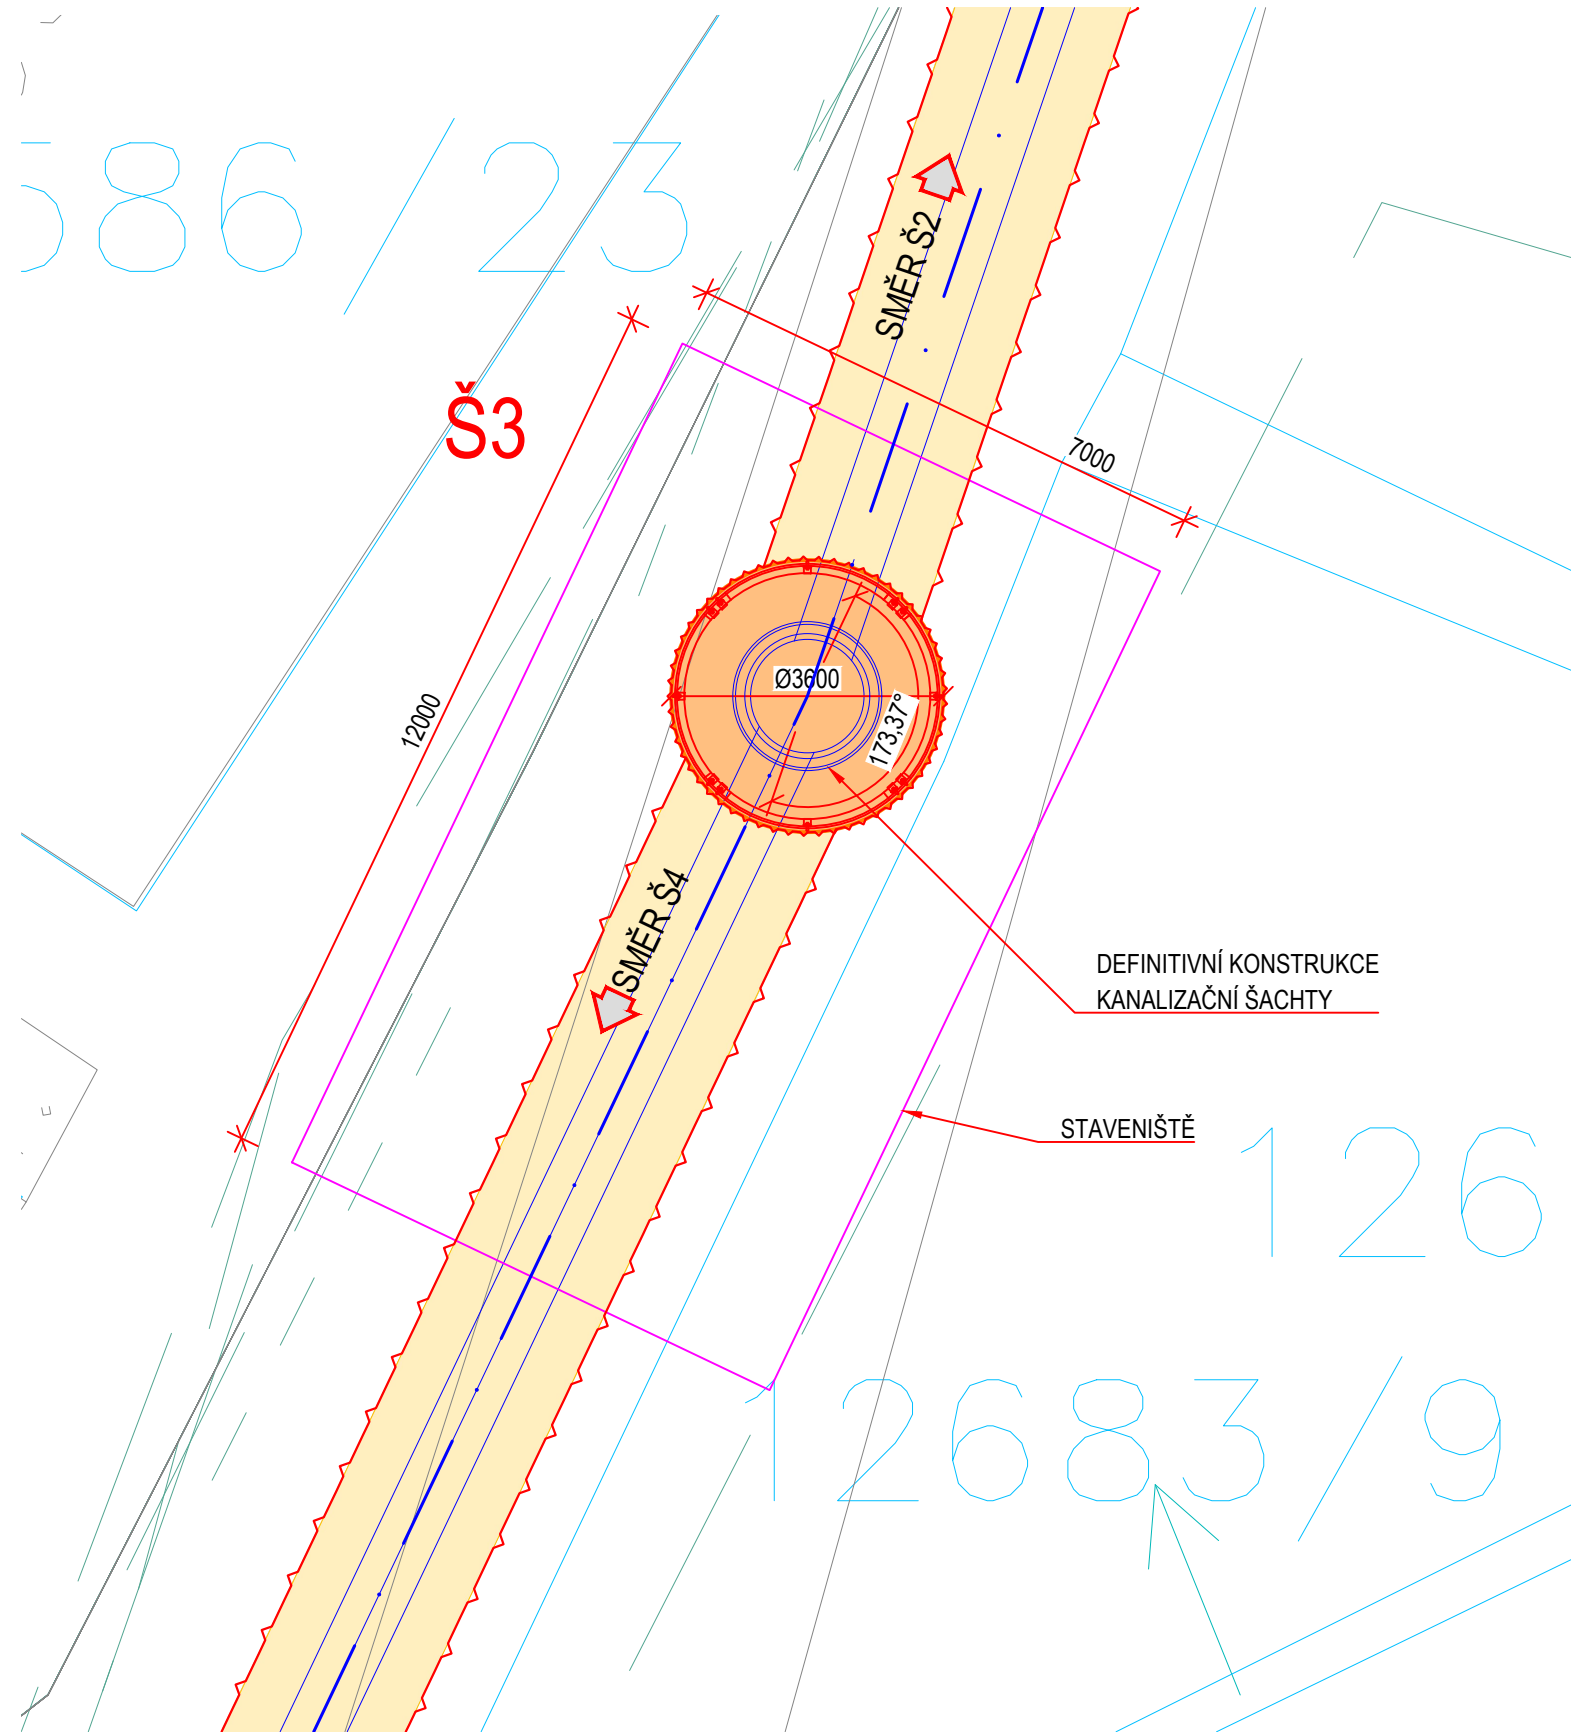 586/23
SMĚR Š2
Š3
7000
Ø3600
173,37°
12000
SMĚR Š4
DEFINITIVNÍ KONSTRUKCE
KANALIZAČNÍ ŠACHTY
STAVENIŠTĚ
126
12683/9